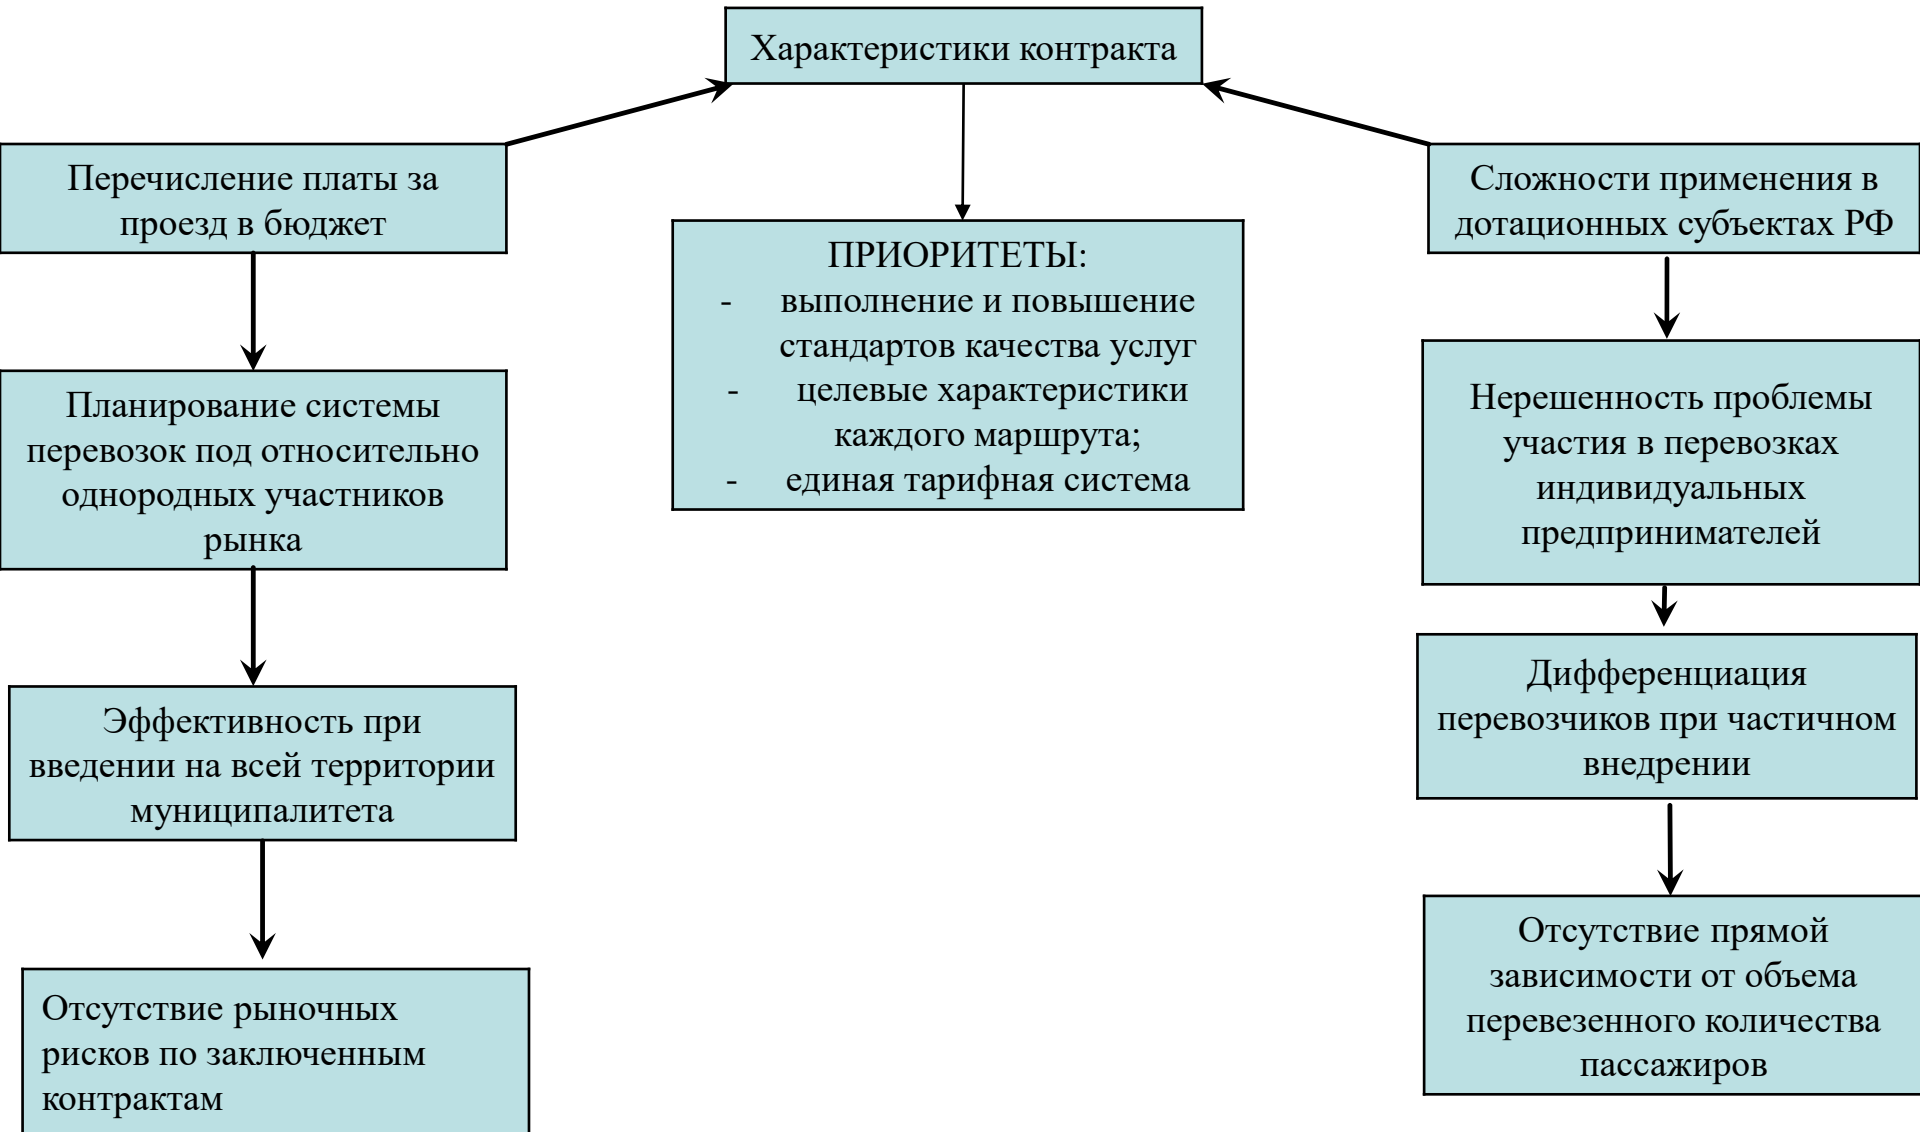 Характеристики контракта
Перечисление платы за
проезд в бюджет
Планирование системы
перевозок под относительно
однородных участников
рынка
Эффективность при
введении на всей территории
муниципалитета
Отсутствие рыночных
рисков по заключенным
контрактам
ПРИОРИТЕТЫ:
- выполнение и повышение
стандартов качества услуг
- целевые характеристики
каждого маршрута;
- единая тарифная система
Сложности применения в
дотационных субъектах РФ
Нерешенность проблемы
участия в перевозках
индивидуальных
предпринимателей
Дифференциация
перевозчиков при частичном
внедрении
Отсутствие прямой
зависимости от объема
перевезенного количества
пассажиров